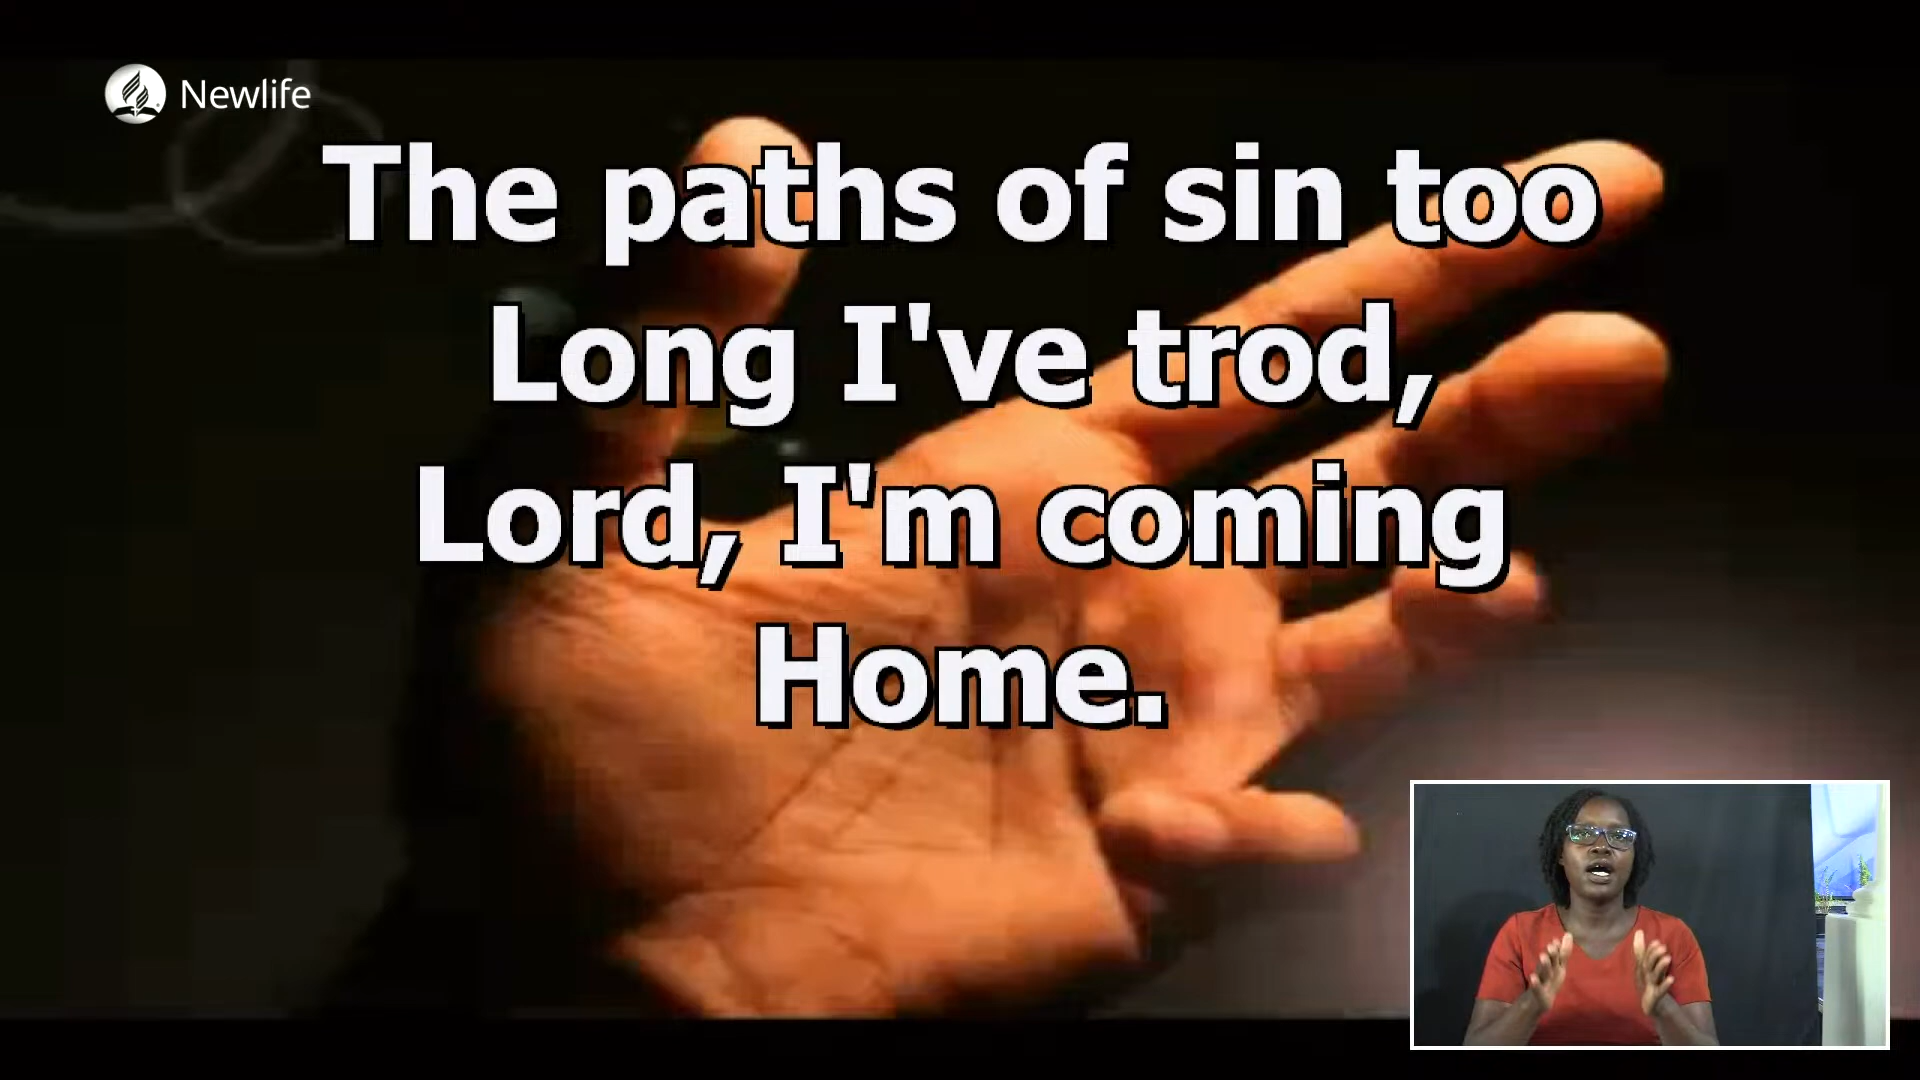 Newlife
The paths of sin too
Long I've trod,
Lord, I'm coming
Home.